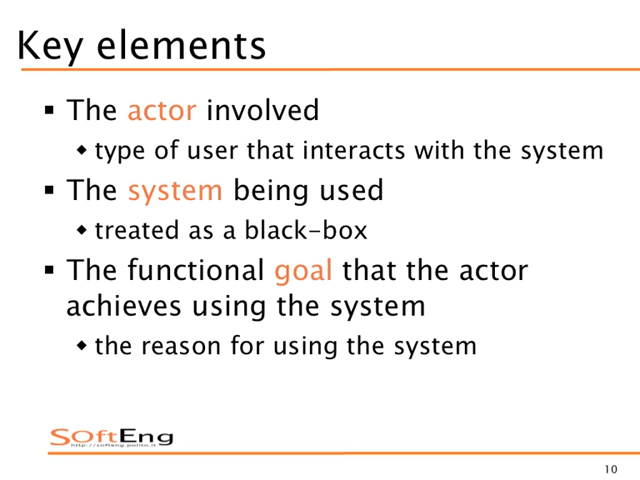 Key elements
▪ The actor involved
◆ type of user that interacts with the system
▪ The system being used
◆ treated as a black-box
▪ The functional goal that the actor
achieves using the system
◆ the reason for using the system
SOftEng
http://softeng.polito.it
10